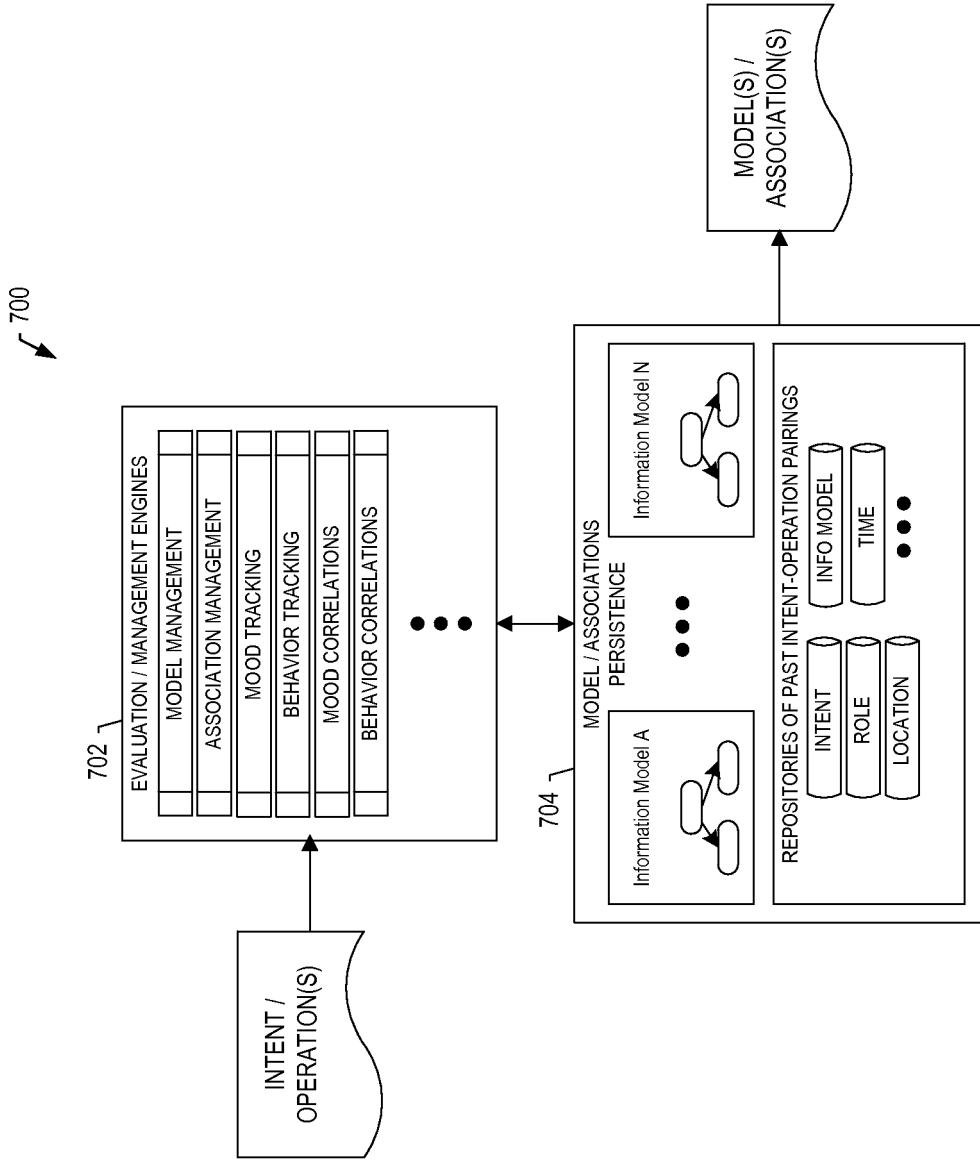 700
INTENT /
OPERATION(S)
702
EVALUATION / MANAGEMENT ENGINES
MODEL MANAGEMENT
ASSOCIATION MANAGEMENT
MOOD TRACKING
BEHAVIOR TRACKING
MOOD CORRELATIONS
BEHAVIOR CORRELATIONS
704
MODEL / ASSOCIATIONS
PERSISTENCE
Information Model A
Information Model N
REPOSITORIES OF PAST INTENT-OPERATION PAIRINGS
INTENT
INFO MODEL
ROLE
TIME
LOCATION
MODEL(S) /
ASSOCIATION(S)